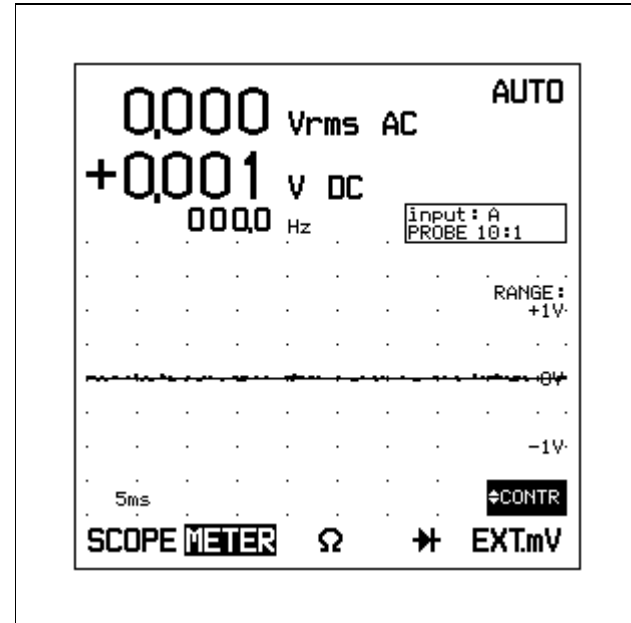 AUTO
0,000 Vrms AC
+0,001 V DC
000,0 Hz
input: A
PROBE 10:1
RANGE:
+1V
0V
-1V
5ms
CONTR
SCOPE METER Ω EXT.mV